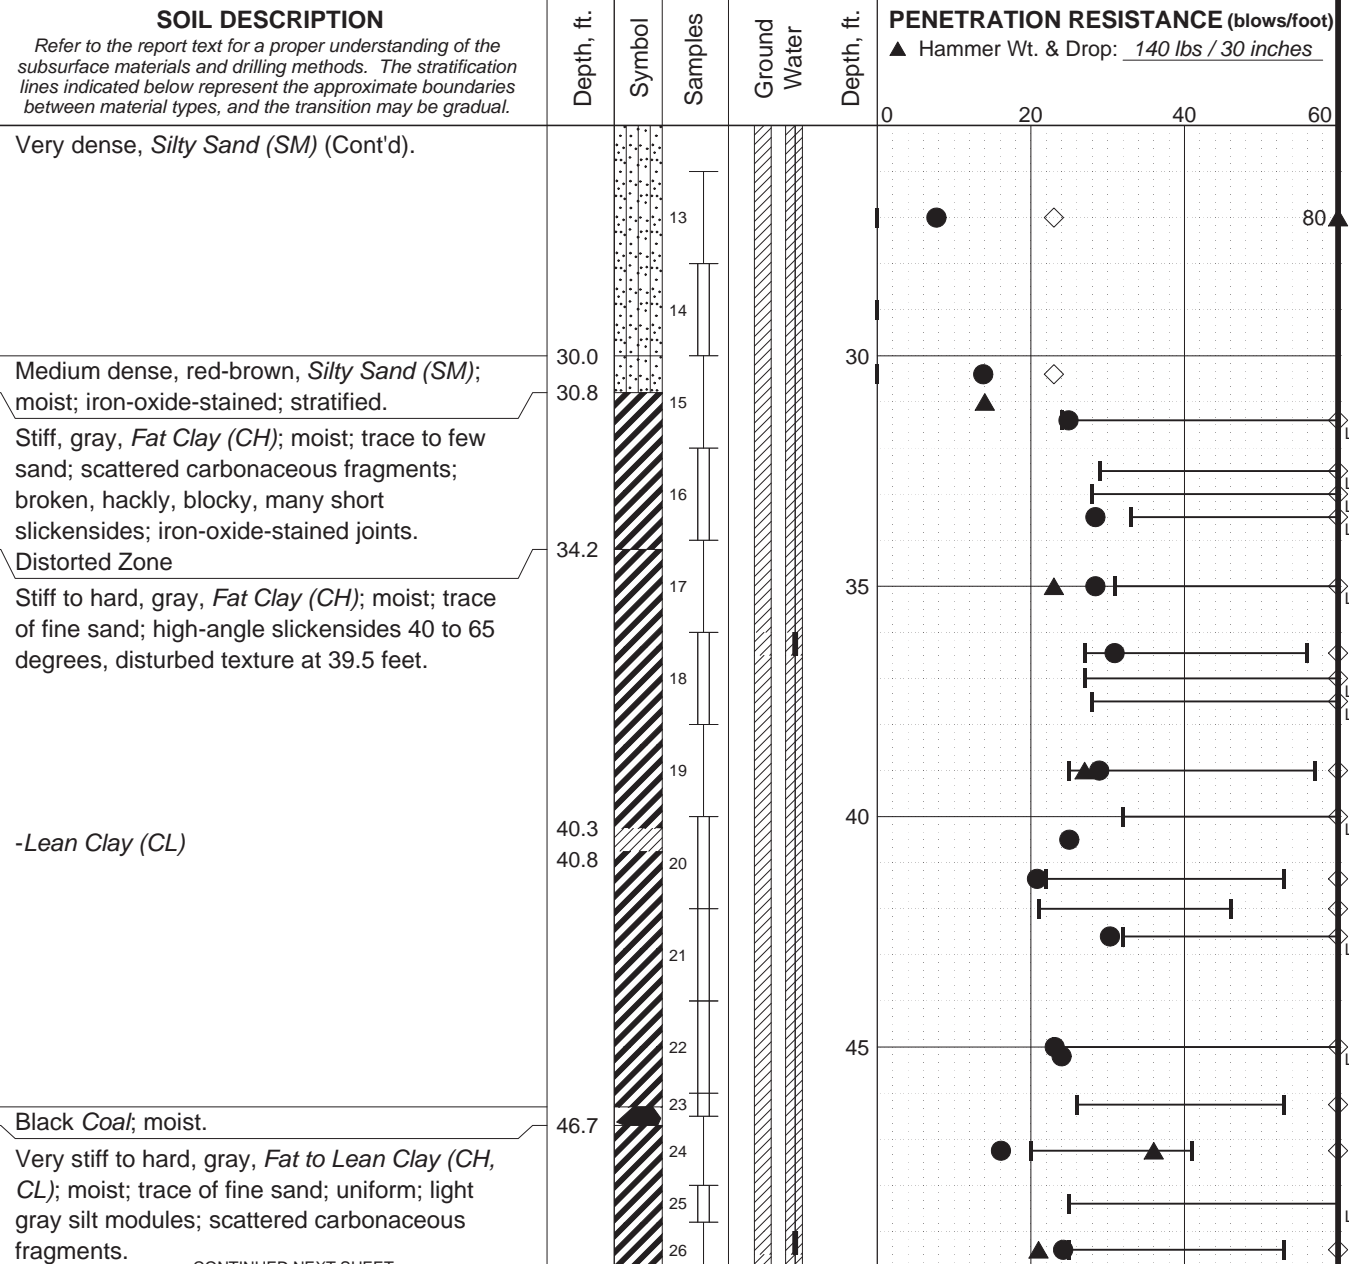 SOIL DESCRIPTION
Refer to the report text for a proper understanding of the
subsurface materials and drilling methods. The stratification
lines indicated below represent the approximate boundaries
between material types, and the transition may be gradual.
Depth, ft.
Symbol
Samples
Ground
Water
Depth, ft.
PENETRATION RESISTANCE (blows/foot)
▲ Hammer Wt. & Drop: 140 lbs / 30 inches
0 20 40 60
Very dense, Silty Sand (SM) (Cont'd).
13
80
14
30.0
30
Medium dense, red-brown, Silty Sand (SM);
moist; iron-oxide-stained; stratified.
30.8
15
Stiff, gray, Fat Clay (CH); moist; trace to few
sand; scattered carbonaceous fragments;
broken, hackly, blocky, many short
slickensides; iron-oxide-stained joints.
16
Distorted Zone
34.2
17
35
Stiff to hard, gray, Fat Clay (CH); moist; trace
of fine sand; high-angle slickensides 40 to 65
degrees, disturbed texture at 39.5 feet.
18
19
40
-Lean Clay (CL)
40.3
40.8
20
21
22
45
23
Black Coal; moist.
46.7
24
Very stiff to hard, gray, Fat to Lean Clay (CH,
CL); moist; trace of fine sand; uniform; light
gray silt modules; scattered carbonaceous
fragments.
25
26
CONTINUED NEXT SHEET